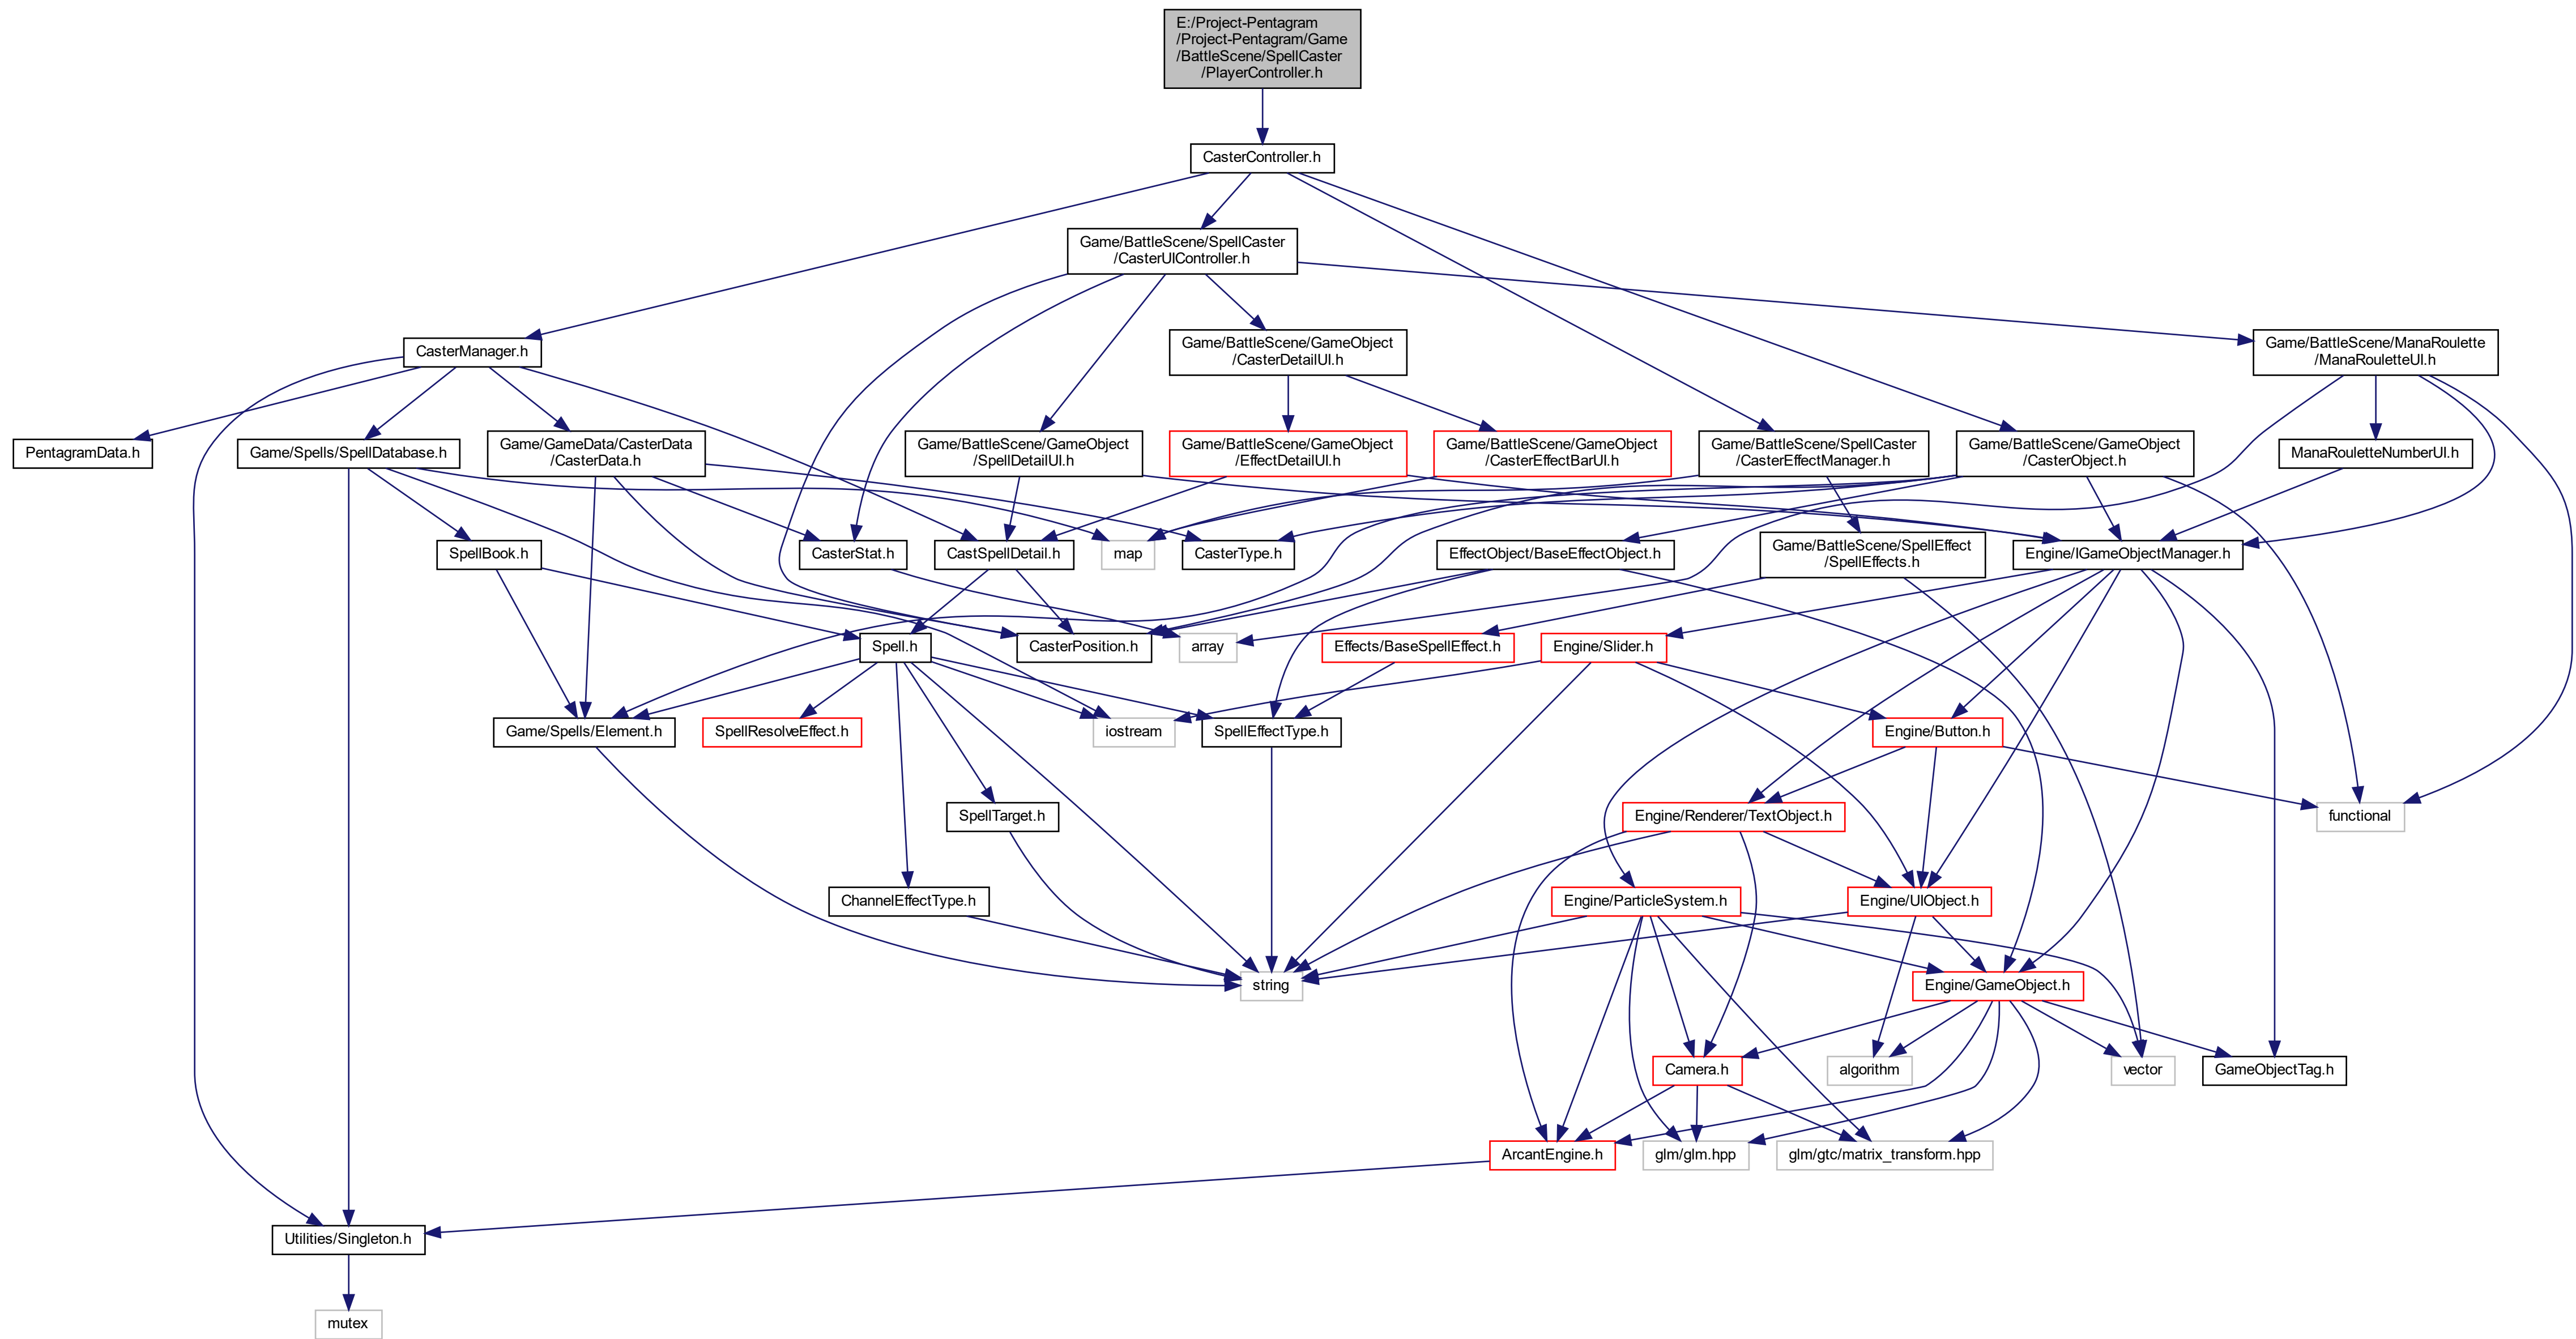 E:/Project-Pentagram
/Project-Pentagram/Game
/BattleScene/SpellCaster
/PlayerController.h
CasterController.h
Game/BattleScene/SpellCaster
/CasterUIController.h
CasterManager.h
Game/BattleScene/GameObject
/CasterDetailUI.h
Game/BattleScene/ManaRoulette
/ManaRouletteUI.h
PentagramData.h
Game/Spells/SpellDatabase.h
Game/GameData/CasterData
/CasterData.h
Game/BattleScene/GameObject
/SpellDetailUI.h
Game/BattleScene/GameObject
/EffectDetailUI.h
Game/BattleScene/GameObject
/CasterEffectBarUI.h
Game/BattleScene/SpellCaster
/CasterEffectManager.h
Game/BattleScene/GameObject
/CasterObject.h
ManaRouletteNumberUI.h
SpellBook.h
CasterStat.h
CastSpellDetail.h
map
CasterType.h
EffectObject/BaseEffectObject.h
Game/BattleScene/SpellEffect
/SpellEffects.h
Engine/IGameObjectManager.h
Spell.h
CasterPosition.h
array
Effects/BaseSpellEffect.h
Engine/Slider.h
Game/Spells/Element.h
SpellResolveEffect.h
iostream
SpellEffectType.h
Engine/Button.h
SpellTarget.h
Engine/Renderer/TextObject.h
functional
ChannelEffectType.h
Engine/ParticleSystem.h
Engine/UIObject.h
string
Engine/GameObject.h
Camera.h
algorithm
vector
GameObjectTag.h
ArcantEngine.h
glm/glm.hpp
glm/gtc/matrix_transform.hpp
Utilities/Singleton.h
mutex